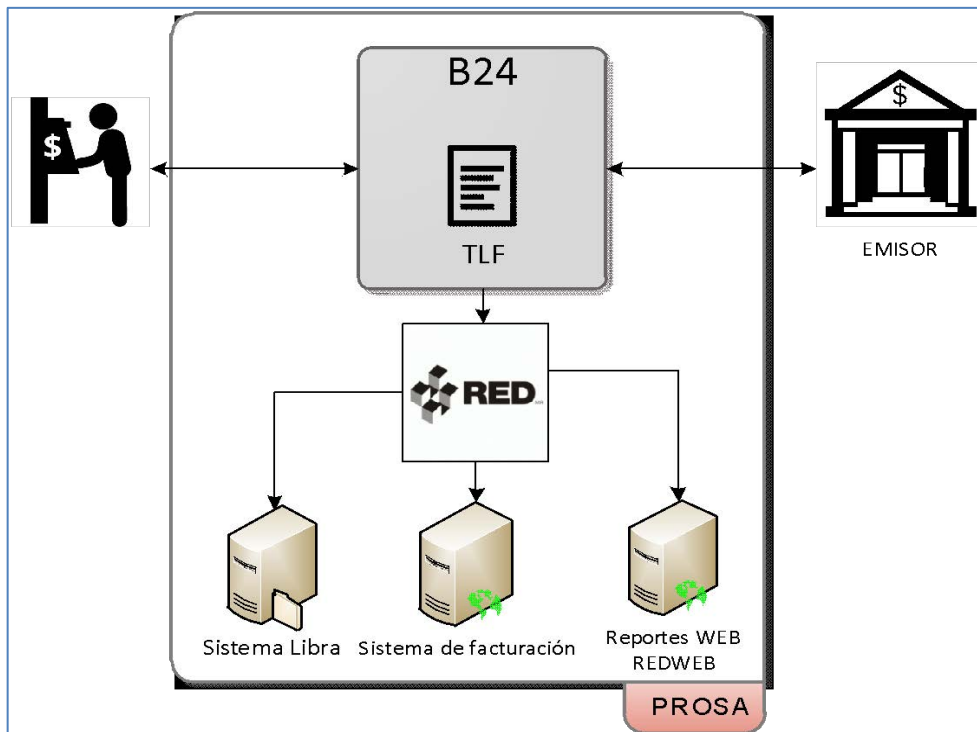 B24
$
$
TLF
EMISOR
RED
Sistema Libra
Sistema de facturación
Reportes WEB
REDWEB
PROSA